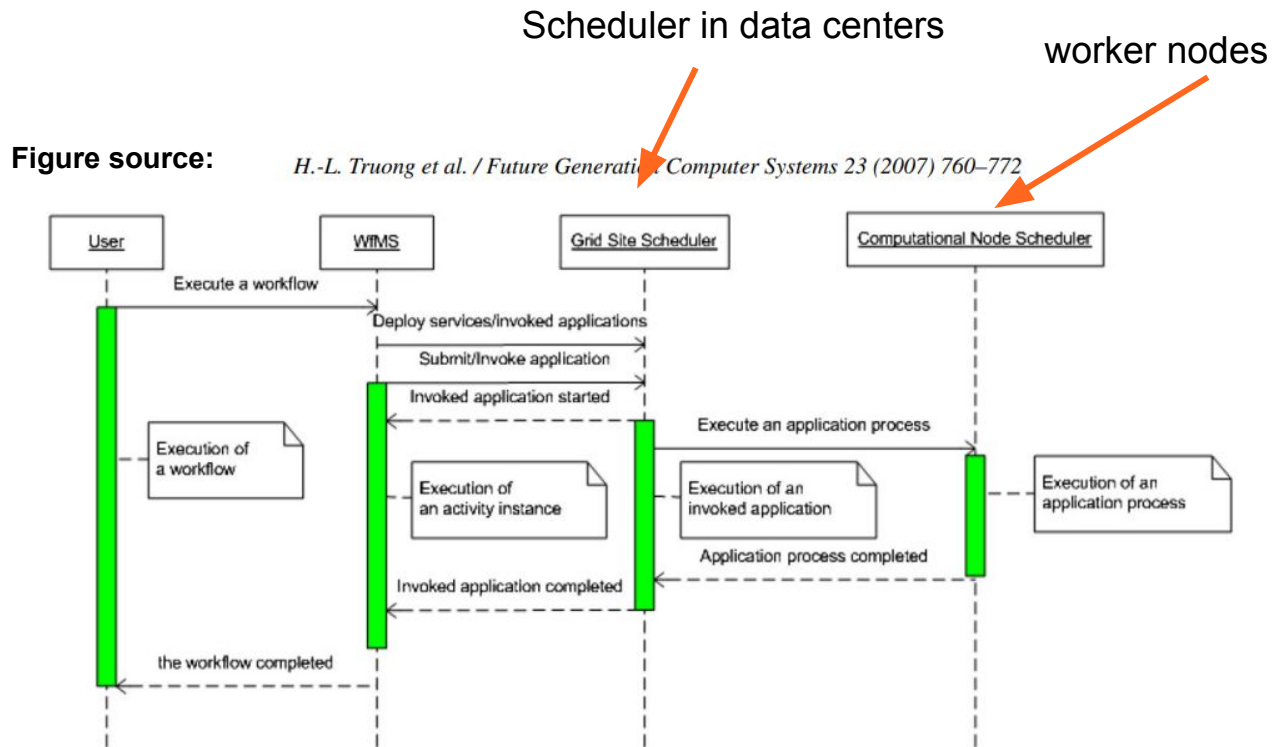 Scheduler in data centers
worker nodes
Figure source:
H.-L. Truong et al. / Future Generation Computer Systems 23 (2007) 760–772
User
WfMS
Grid Site Scheduler
Computational Node Scheduler
Execute a workflow
Deploy services/invoked applications
Submit/Invoke application
Invoked application started
Execute an application process
Execution of
a workflow
Execution of
an activity instance
Execution of an
invoked application
Execution of an
application process
Application process completed
Invoked application completed
the workflow completed